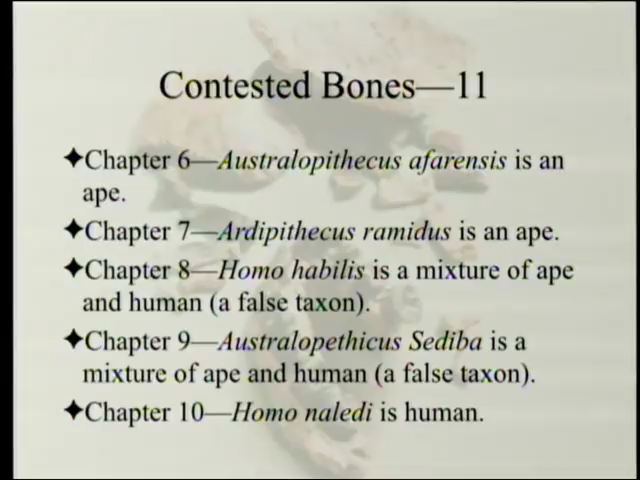 Contested Bones—11
✦Chapter 6—Australopithecus afarensis is an
ape.
✦Chapter 7—Ardipithecus ramidus is an ape.
✦Chapter 8—Homo habilis is a mixture of ape
and human (a false taxon).
✦Chapter 9—Australopethicus Sediba is a
mixture of ape and human (a false taxon).
✦Chapter 10—Homo naledi is human.